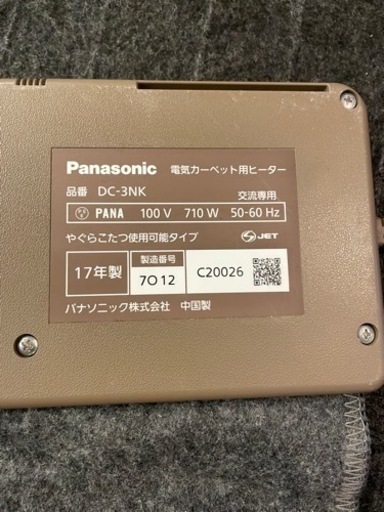 Panasonic 電気カーペット用ヒーター
品番 DC-3NK 交流専用
PANA 100 V 710 W 50-60 Hz
やぐらこたつ使用可能タイプ JET
17年製 製造番号 7O 12 C20026
パナソニック株式会社 中国製